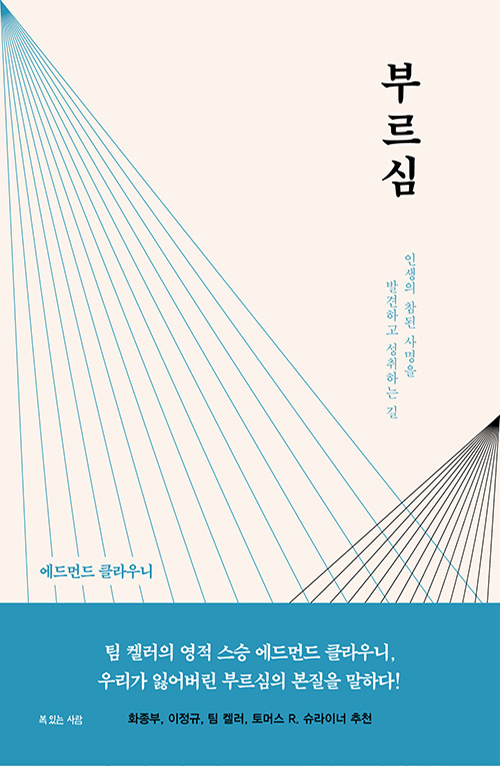 부르심
인생의 참된 사명을
발견하고 성취하는 길
에드먼드 클라우니
팀 켈러의 영적 스승 에드먼드 클라우니,
우리가 잃어버린 부르심의 본질을 말하다!
복 있는 사람
화종부, 이정규, 팀 켈러, 토머스 R. 슈라이너 추천